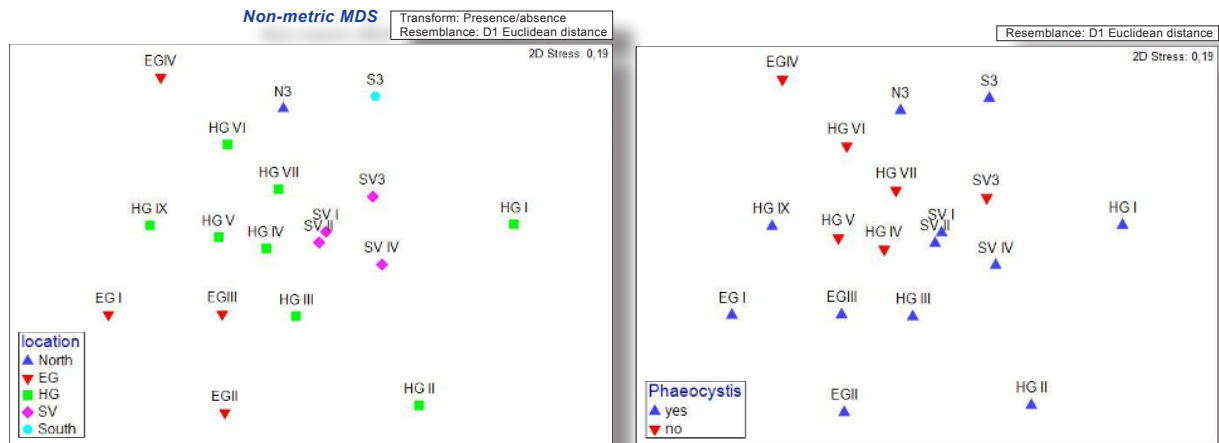 Non-metric MDS
Transform: Presence/absence
Resemblance: D1 Euclidean distance
2D Stress: 0,19
EGIV
S3
N3
HG VI
HG VII
SV3
HG IX
HG V
HG IV
SV I
SV II
HG I
SV IV
EG I
EGIII
HG III
EGII
HG II
location
North
EG
HG
SV
South
Resemblance: D1 Euclidean distance
2D Stress: 0,19
EGIV
S3
N3
HG VI
HG VII
SV3
HG IX
HG V
HG IV
SV I
SV II
HG I
SV IV
EG I
EGIII
HG III
EGII
HG II
Phaeocystis
yes
no